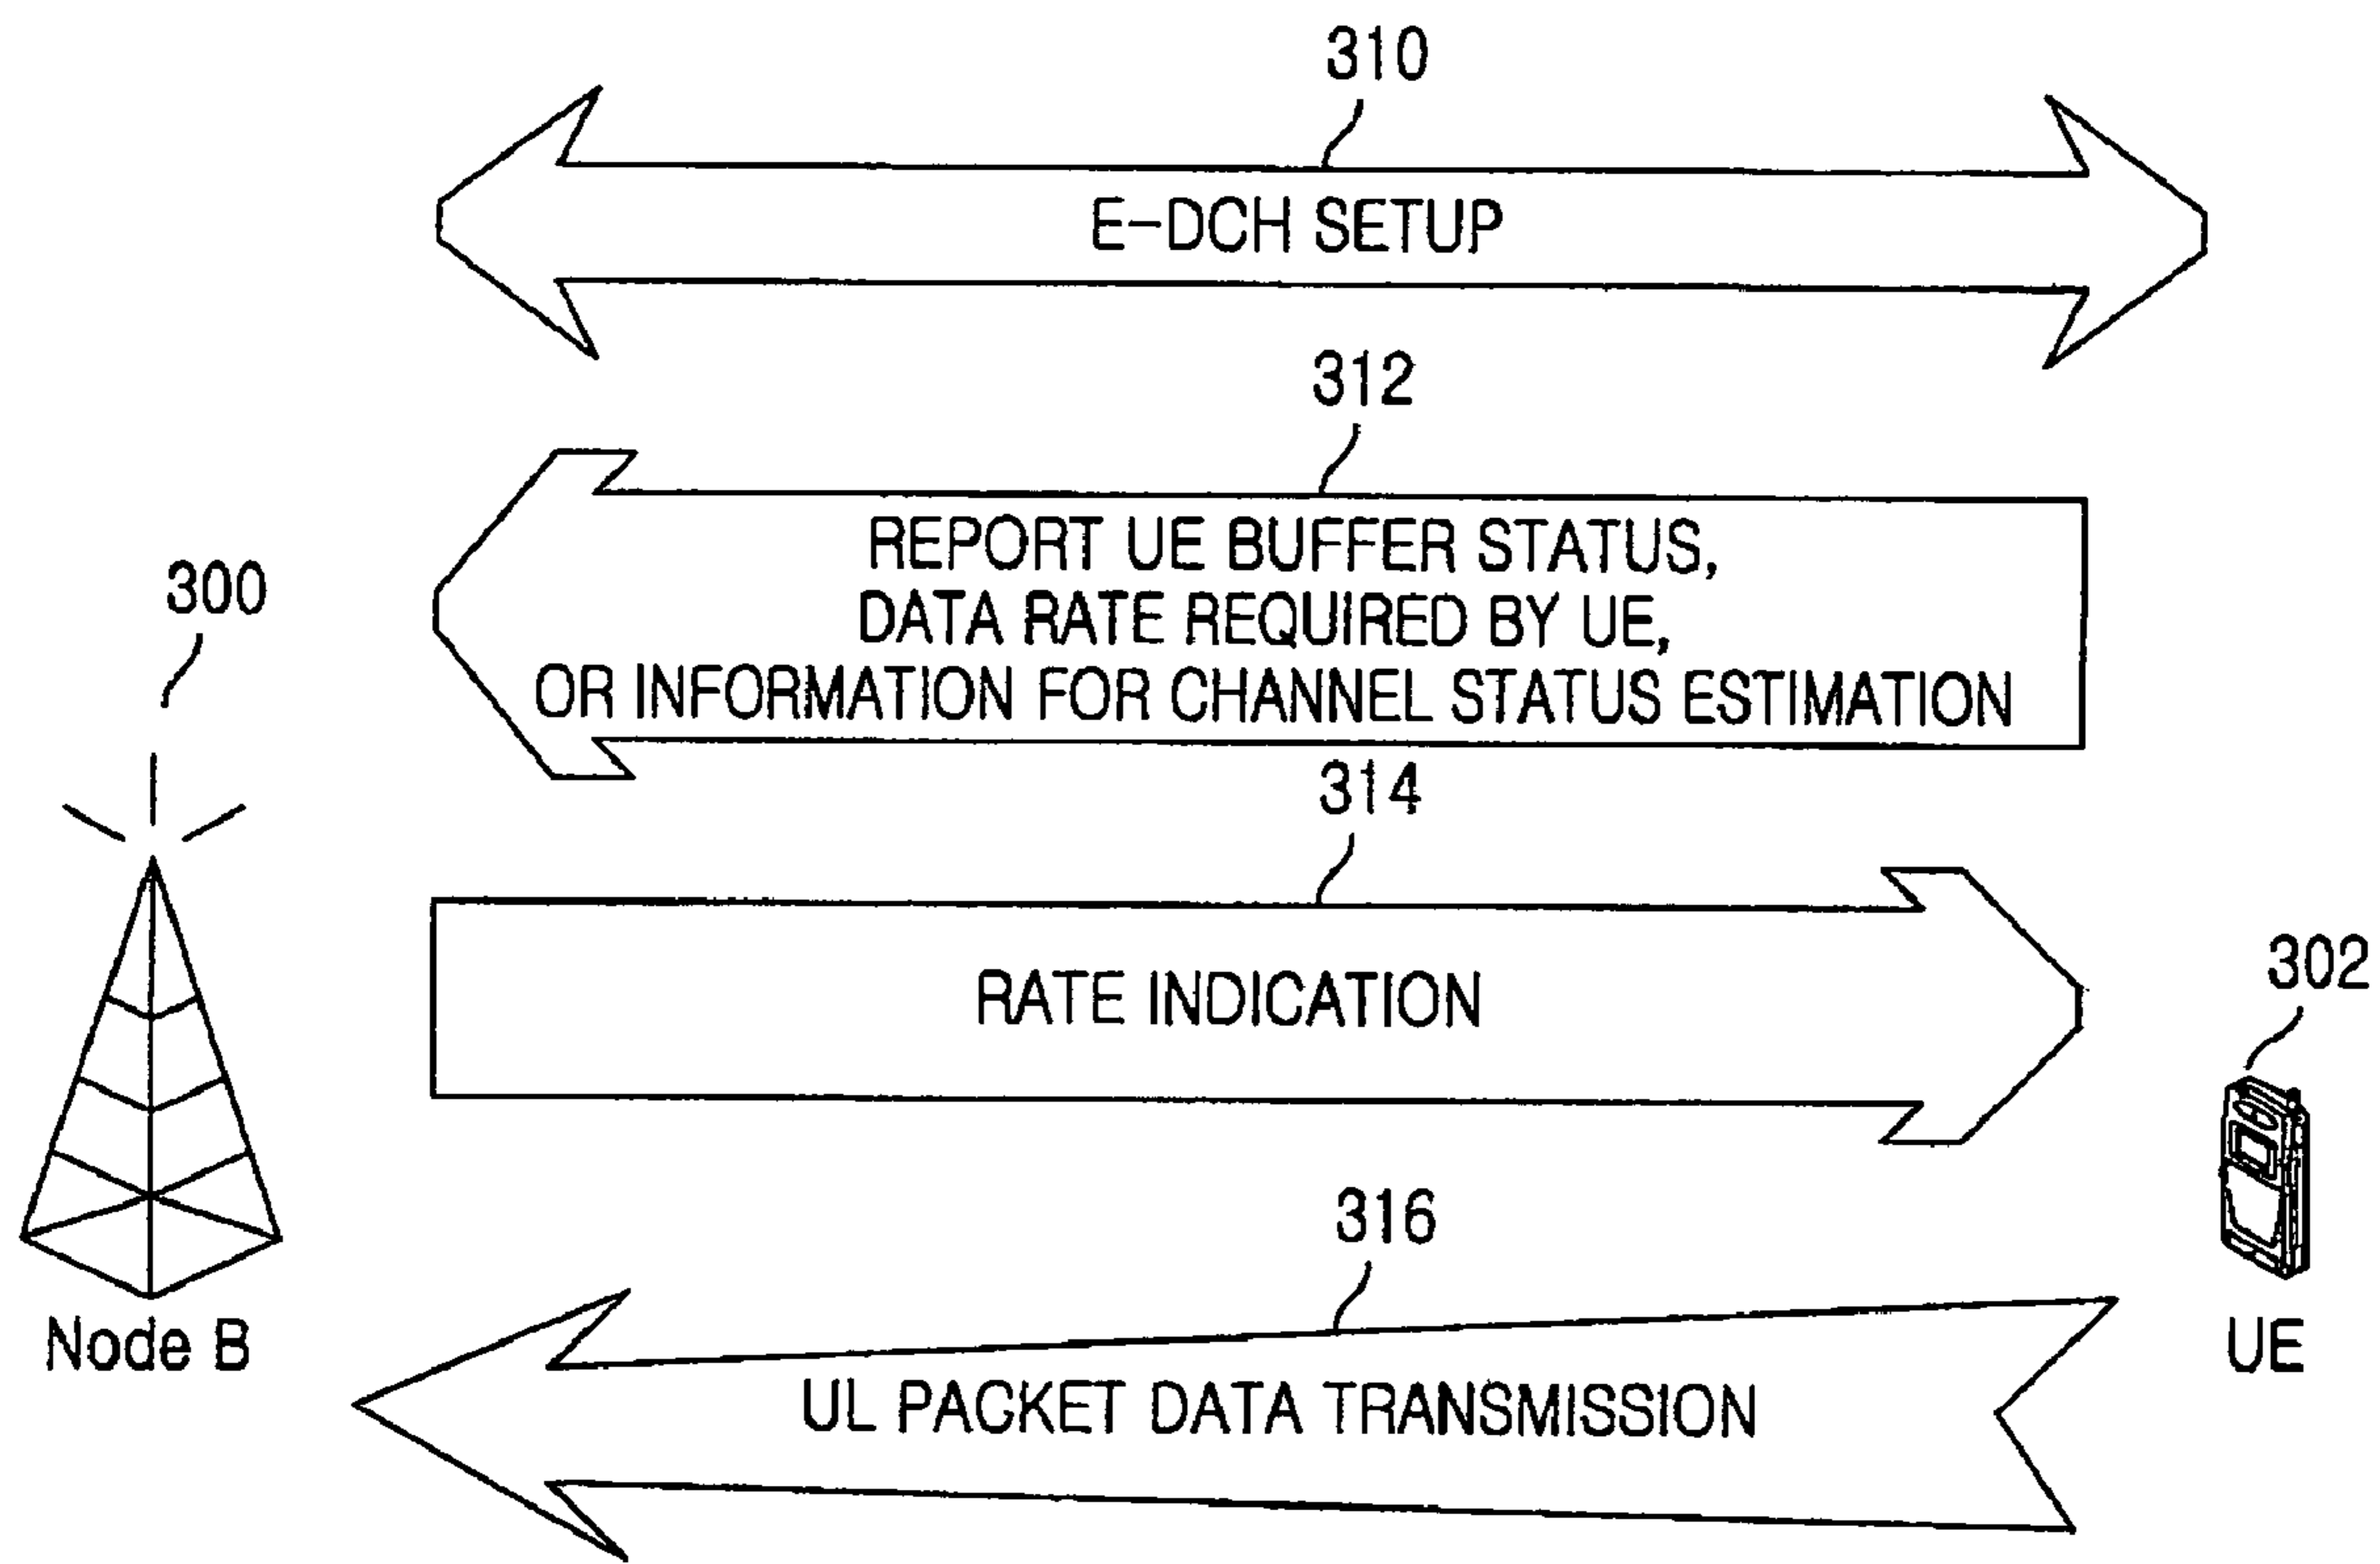 310
E-DCH SETUP
312
REPORT UE BUFFER STATUS,
DATA RATE REQUIRED BY UE,
OR INFORMATION FOR CHANNEL STATUS ESTIMATION
300
314
RATE INDICATION
302
316
Node B
UE
UL PACKET DATA TRANSMISSION